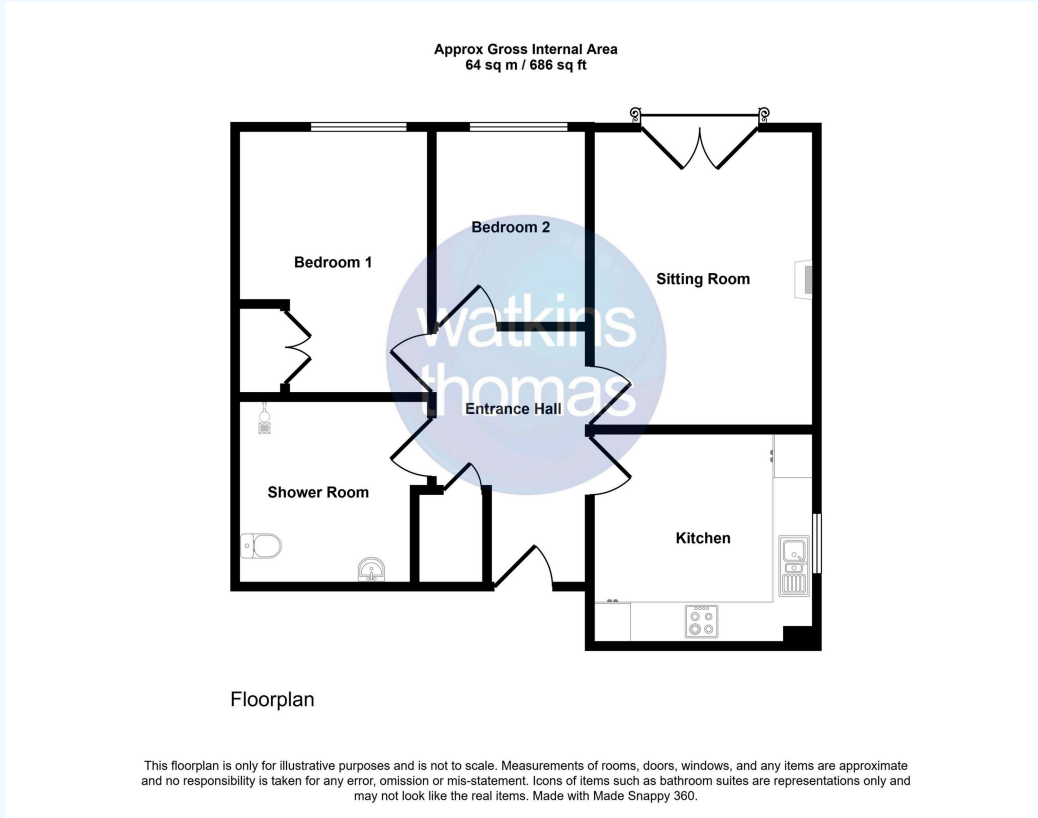 Approx Gross Internal Area
64 sq m / 686 sq ft
Bedroom 2
Bedroom 1
Sitting Room
watkins
thomas
Entrance Hall
Shower Room
Kitchen
Floorplan
This floorplan is only for illustrative purposes and is not to scale. Measurements of rooms, doors, windows, and any items are approximate
and no responsibility is taken for any error, omission or mis-statement. Icons of items such as bathroom suites are representations only and
may not look like the real items. Made with Made Snappy 360.